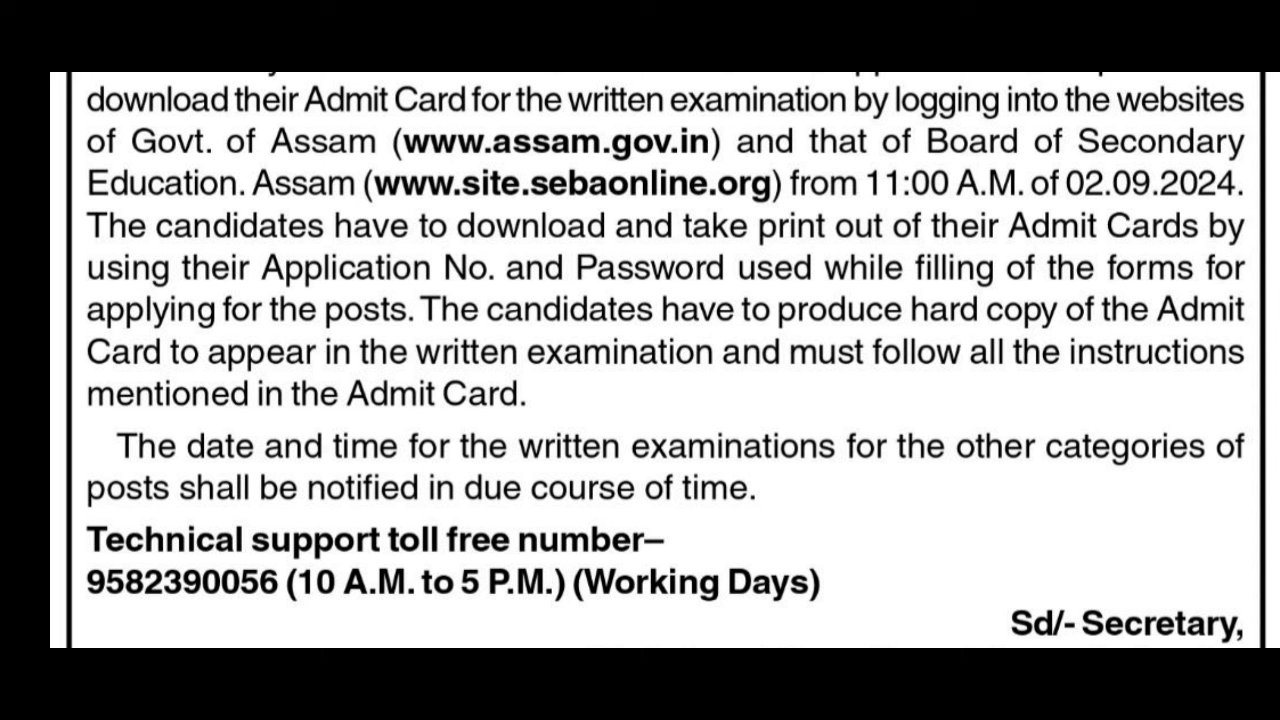 download their Admit Card for the written examination by logging into the websites
of Govt. of Assam (www.assam.gov.in) and that of Board of Secondary
Education. Assam (www.site.sebaonline.org) from 11:00 A.M. of 02.09.2024.
The candidates have to download and take print out of their Admit Cards by
using their Application No. and Password used while filling of the forms for
applying for the posts. The candidates have to produce hard copy of the Admit
Card to appear in the written examination and must follow all the instructions
mentioned in the Admit Card.
The date and time for the written examinations for the other categories of
posts shall be notified in due course of time.
Technical support toll free number–
9582390056 (10 A.M. to 5 P.M.) (Working Days)
Sd/- Secretary,